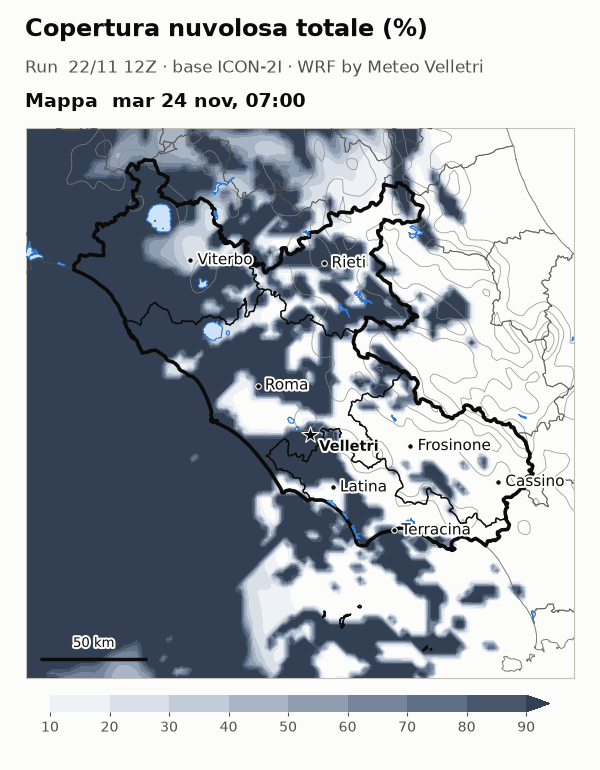 Copertura nuvolosa totale (%)
Run  22/11 12Z · base ICON-2I · WRF by Meteo Velletri
Mappa  mar 24 nov, 07:00
Viterbo
Rieti
Roma
Velletri
Frosinone
Cassino
Latina
Terracina
50 km
10 20 30 40 50 60 70 80 90